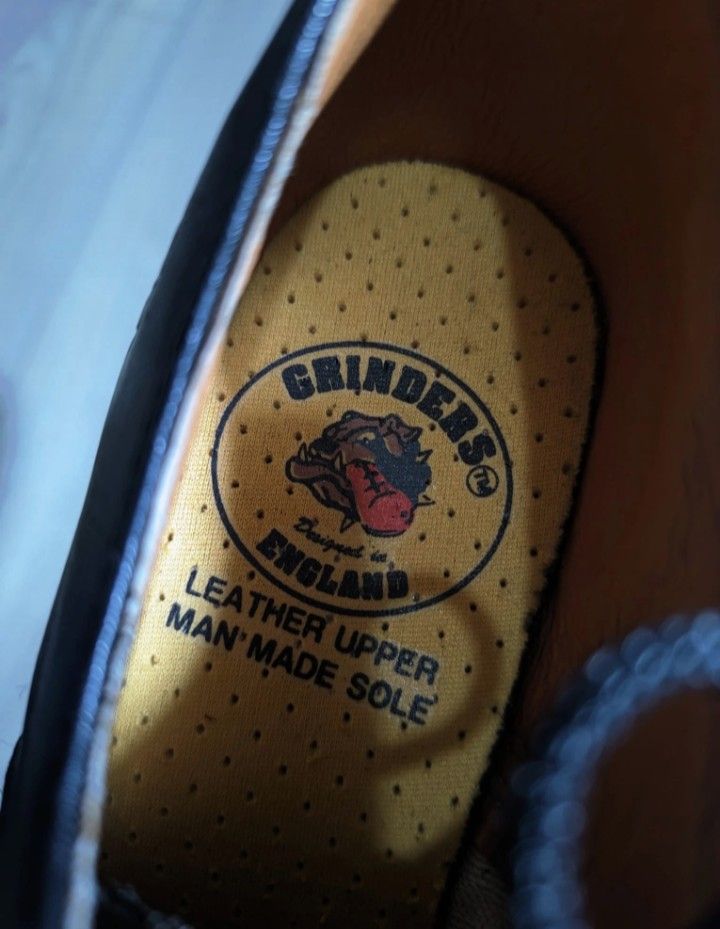 GRINDERS TM
Designed in
ENGLAND
LEATHER UPPER
MAN MADE SOLE